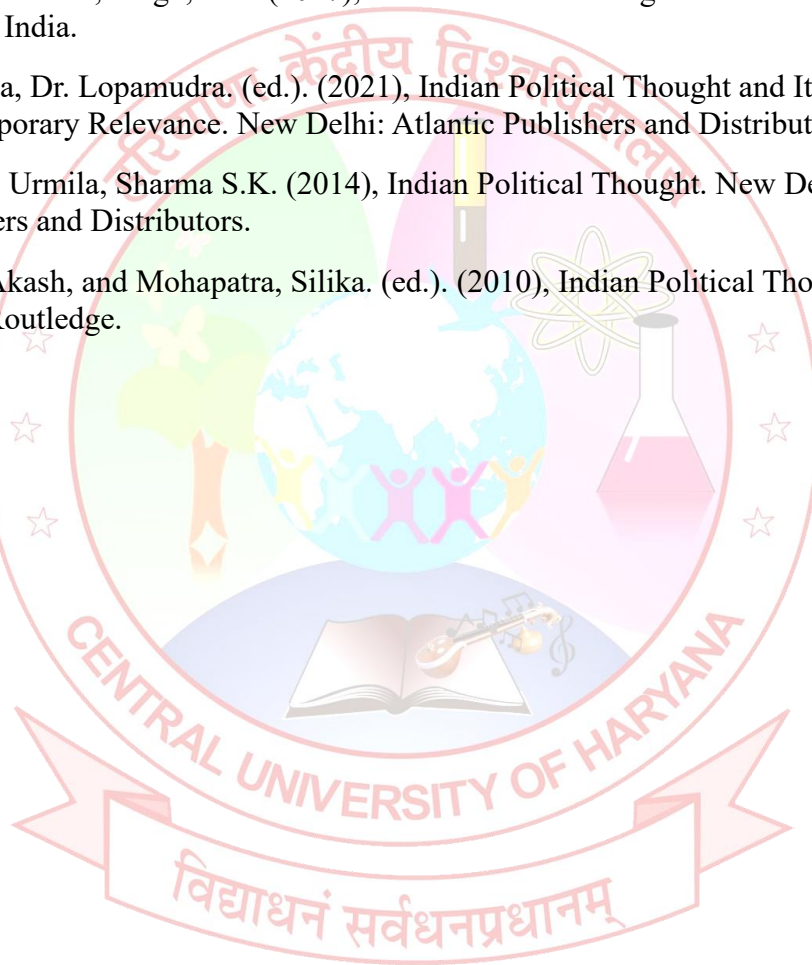 India.
a, Dr. Lopamudra. (ed.). (2021), Indian Political Thought and It
porary Relevance. New Delhi: Atlantic Publishers and Distribut
Urmila, Sharma S.K. (2014), Indian Political Thought. New De
ers and Distributors.
kash, and Mohapatra, Silika. (ed.). (2010), Indian Political Tho
Routledge.
हरियाणा केंद्रीय विश्वविद्यालय
CENTRAL UNIVERSITY OF HARYANA
विद्याधनं सर्वधनप्रधानम्